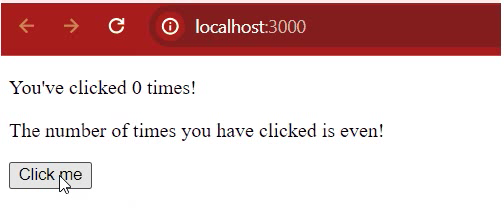 localhost:3000
You've clicked 0 times!
The number of times you have clicked is even!
Click me